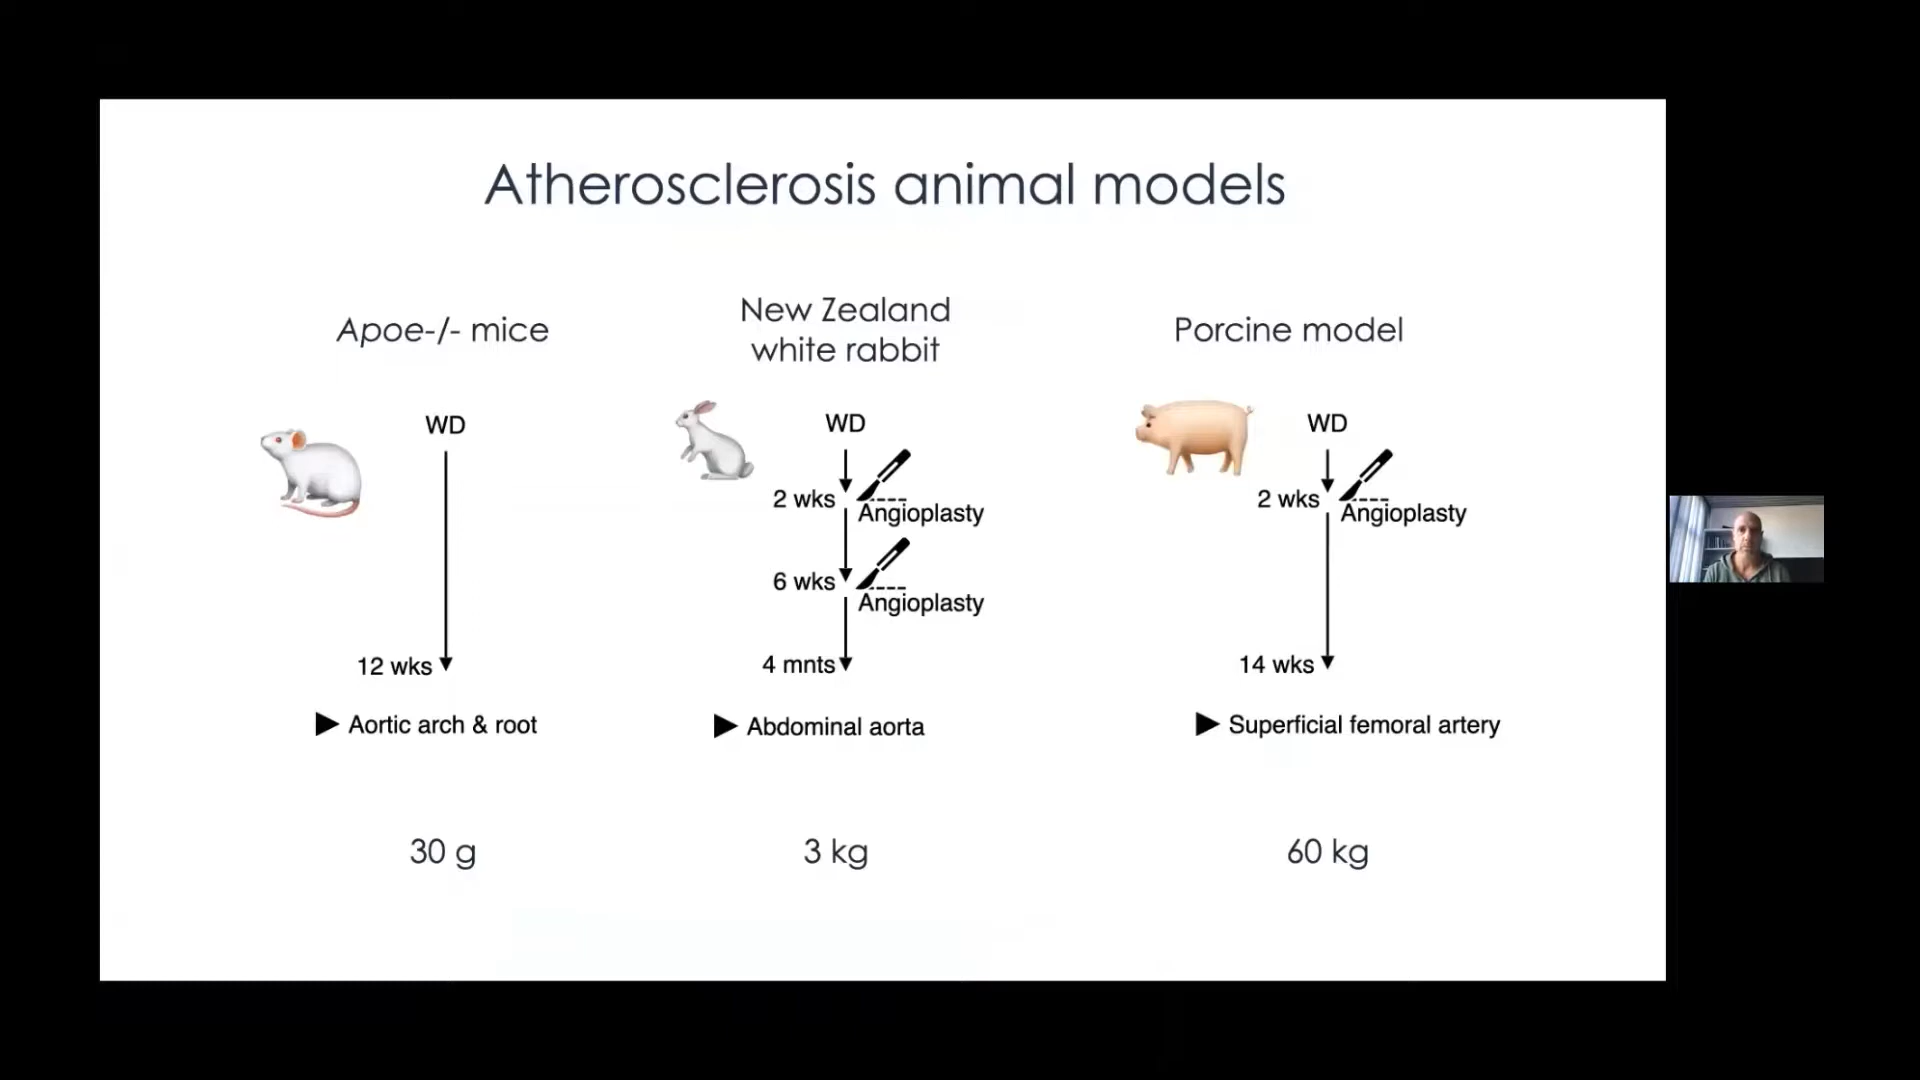 Atherosclerosis animal models
Apoe-/- mice
WD
12 wks
Aortic arch & root
30 g
New Zealand
white rabbit
WD
2 wks
Angioplasty
6 wks
Angioplasty
4 mnts
Abdominal aorta
3 kg
Porcine model
WD
2 wks
Angioplasty
14 wks
Superficial femoral artery
60 kg